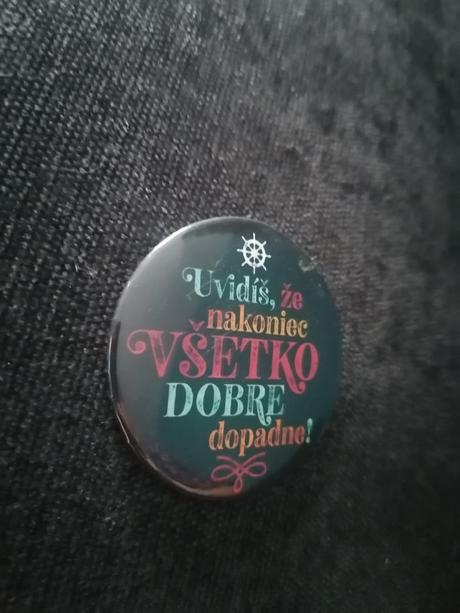 Uvidíš, že
nakoniec
VŠETKO
DOBRE
dopadne!